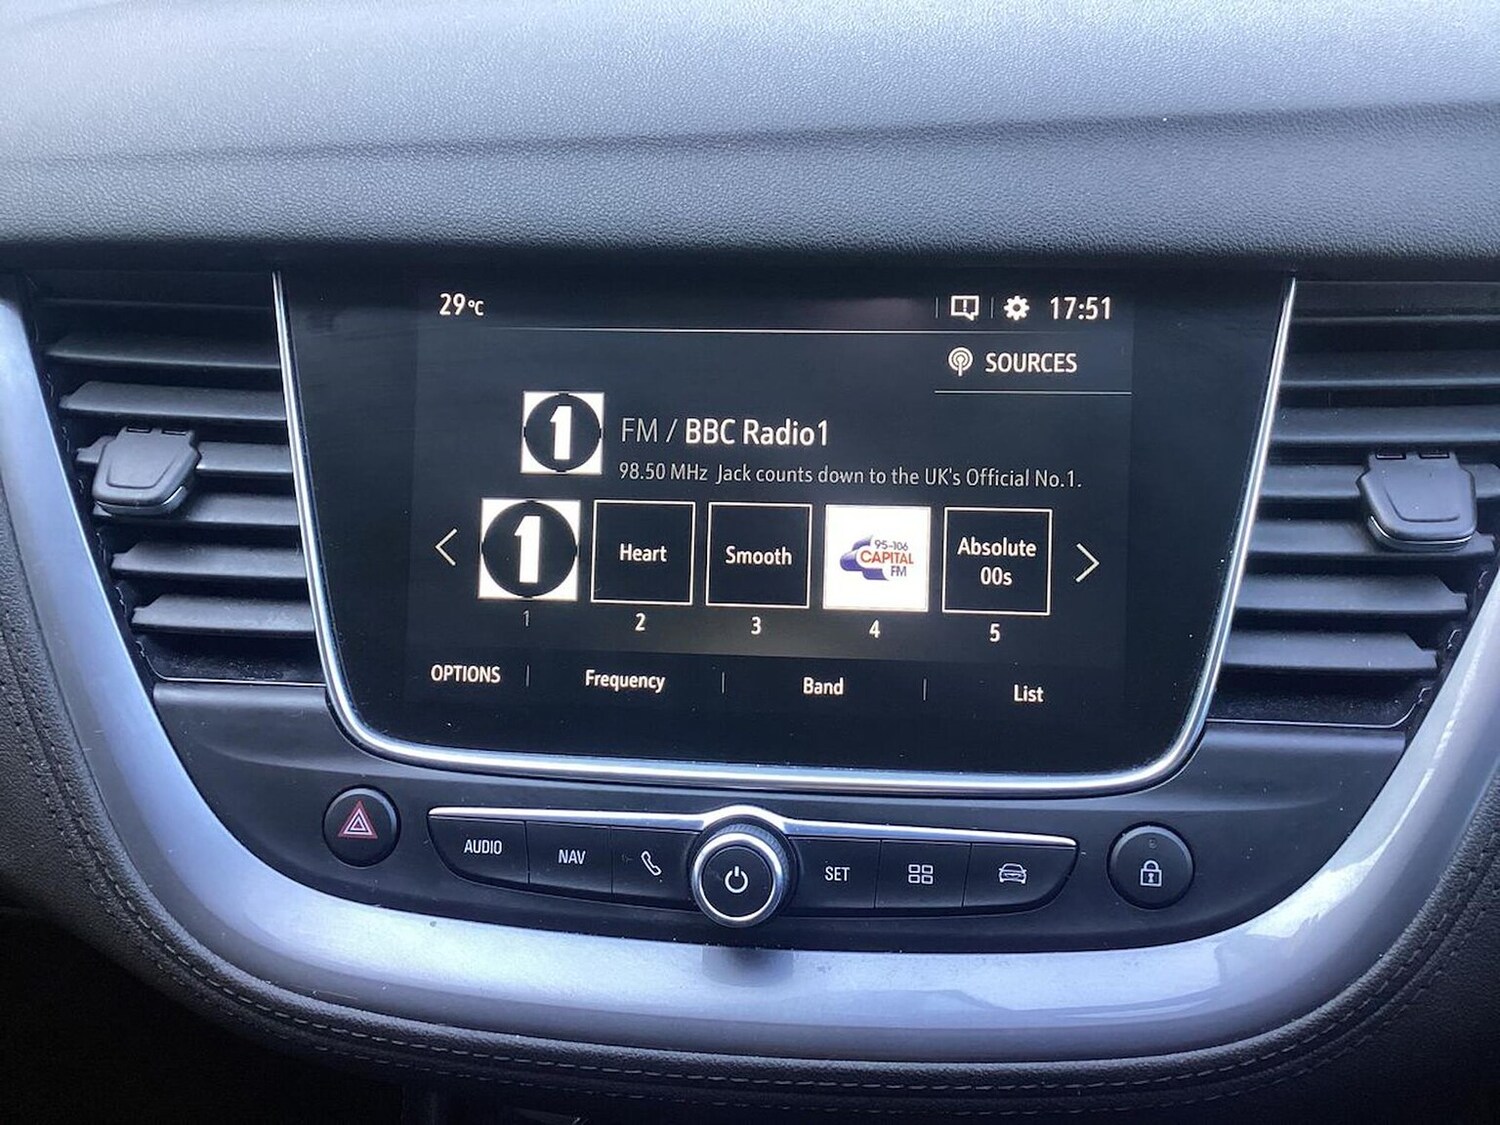 29°C
17:51
SOURCES
1
FM / BBC Radio1
98.50 MHz Jack counts down to the UK's Official No.1.
1
Heart
Smooth
95-106
CAPITAL
FM
Absolute
00s
1
2
3
4
5
OPTIONS
Frequency
Band
List
AUDIO
NAV
SET